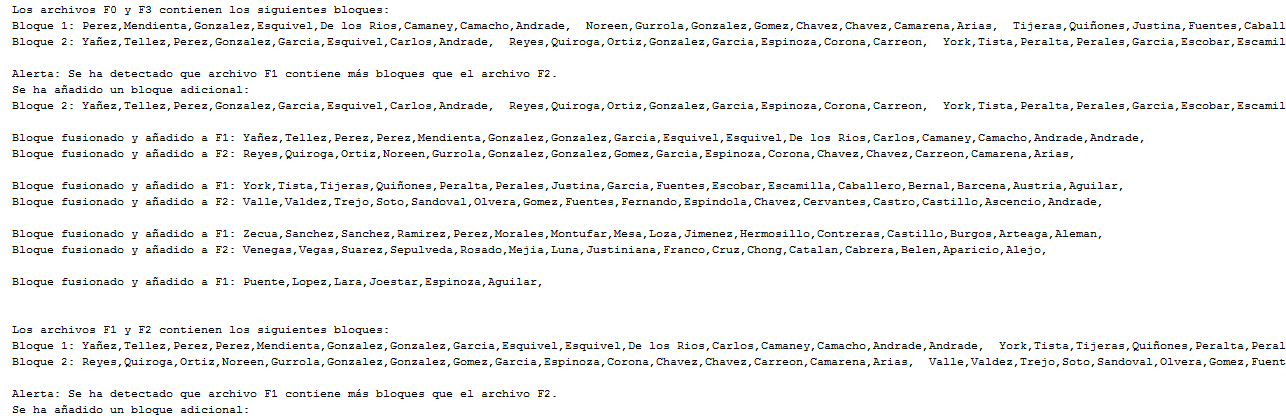 Los archivos F0 y F3 contienen los siguientes bloques:
Bloque 1: Perez,Mendienta,Gonzalez,Esquivel,De los Rios,Camaney,Camacho,Andrade,  Noreen,Gurrola,Gonzalez,Gomez,Chavez,Chavez,Camarena,Arias,  Tijeras,Quiñones,Justina,Fuentes,Caball
Bloque 2: Yañez,Tellez,Perez,Gonzalez,Garcia,Esquivel,Carlos,Andrade,  Reyes,Quiroga,Ortiz,Gonzalez,Garcia,Espinoza,Corona,Carreon,  York,Tista,Peralta,Perales,Garcia,Escobar,Escamil
Alerta: Se ha detectado que archivo F1 contiene más bloques que el archivo F2.
Se ha añadido un bloque adicional:
Bloque 2: Yañez,Tellez,Perez,Gonzalez,Garcia,Esquivel,Carlos,Andrade,  Reyes,Quiroga,Ortiz,Gonzalez,Garcia,Espinoza,Corona,Carreon,  York,Tista,Peralta,Perales,Garcia,Escobar,Escamil
Bloque fusionado y añadido a F1: Yañez,Tellez,Perez,Perez,Mendienta,Gonzalez,Gonzalez,Garcia,Esquivel,Esquivel,De los Rios,Carlos,Camaney,Camacho,Andrade,Andrade,
Bloque fusionado y añadido a F2: Reyes,Quiroga,Ortiz,Noreen,Gurrola,Gonzalez,Gonzalez,Gomez,Garcia,Espinoza,Corona,Chavez,Chavez,Carreon,Camarena,Arias,
Bloque fusionado y añadido a F1: York,Tista,Tijeras,Quiñones,Peralta,Perales,Justina,Garcia,Fuentes,Escobar,Escamilla,Caballero,Bernal,Barcena,Austria,Aguilar,
Bloque fusionado y añadido a F2: Valle,Valdez,Trejo,Soto,Sandoval,Olvera,Gomez,Fuentes,Fernando,Espindola,Chavez,Cervantes,Castro,Castillo,Ascencio,Andrade,
Bloque fusionado y añadido a F1: Zecua,Sanchez,Sanchez,Ramirez,Perez,Morales,Montufar,Mesa,Loza,Jimenez,Hermosillo,Contreras,Castillo,Burgos,Arteaga,Aleman,
Bloque fusionado y añadido a F2: Venegas,Vegas,Suarez,Sepulveda,Rosado,Mejia,Luna,Justiniana,Franco,Cruz,Chong,Catalan,Cabrera,Belen,Aparicio,Alejo,
Bloque fusionado y añadido a F1: Puente,Lopez,Lara,Joestar,Espinoza,Aguilar,
Los archivos F1 y F2 contienen los siguientes bloques:
Bloque 1: Yañez,Tellez,Perez,Perez,Mendienta,Gonzalez,Gonzalez,Garcia,Esquivel,Esquivel,De los Rios,Carlos,Camaney,Camacho,Andrade,Andrade,  York,Tista,Tijeras,Quiñones,Peralta,Peral
Bloque 2: Reyes,Quiroga,Ortiz,Noreen,Gurrola,Gonzalez,Gonzalez,Gomez,Garcia,Espinoza,Corona,Chavez,Chavez,Carreon,Camarena,Arias,  Valle,Valdez,Trejo,Soto,Sandoval,Olvera,Gomez,Fuent
Alerta: Se ha detectado que archivo F1 contiene más bloques que el archivo F2.
Se ha añadido un bloque adicional: